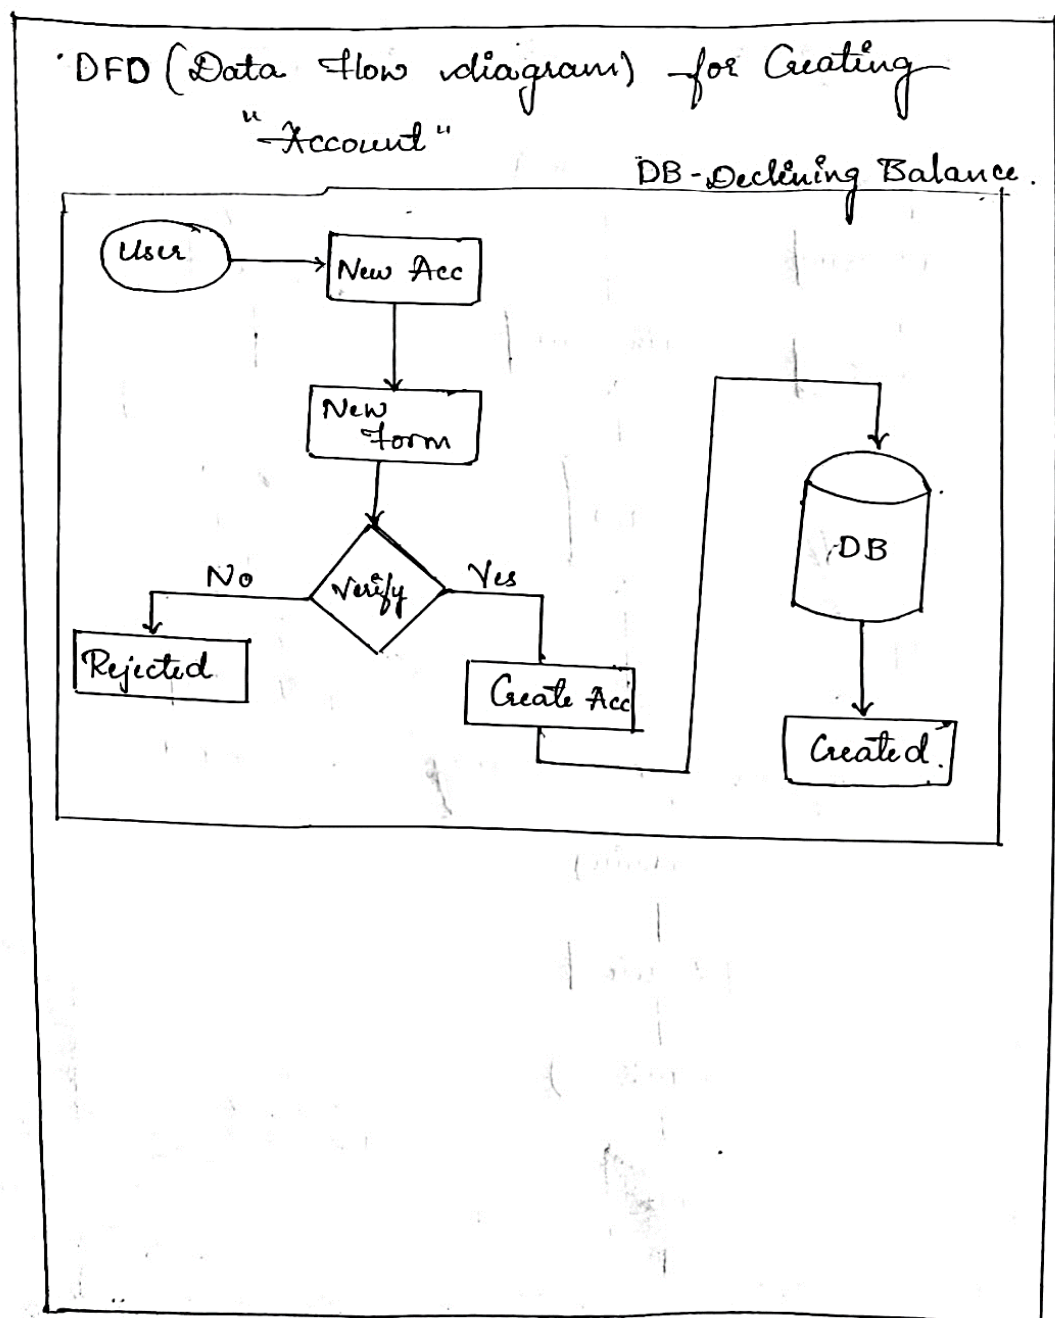 DFD (Data Flow diagram) for Creating
"Account"
DB-Declining Balance.
User
New Acc
New
Form
No
Verify
Yes
DB
Rejected
Create Acc
Created.